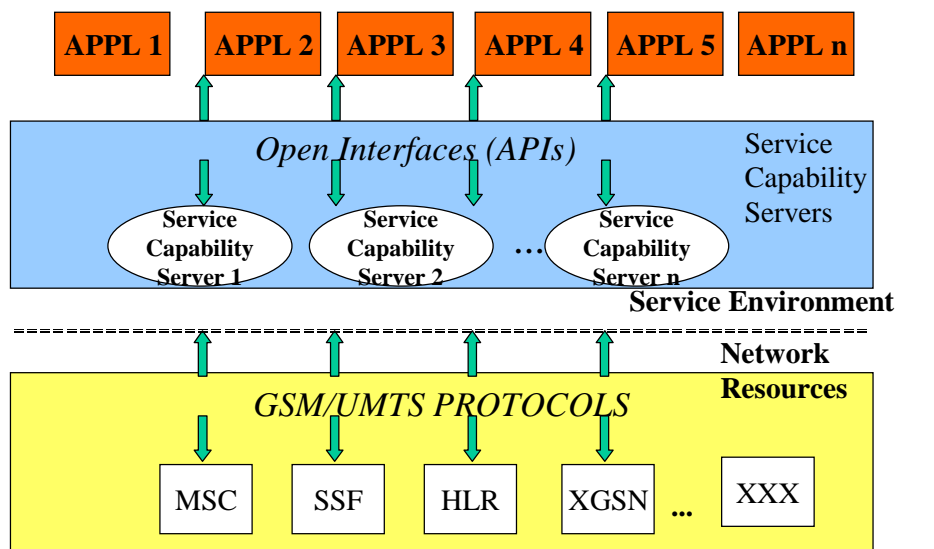 APPL 1 APPL 2 APPL 3 APPL 4 APPL 5 APPL n
Open Interfaces (APIs)
Service
Capability
Servers
Service
Capability
Server 1
Service
Capability
Server 2
...
Service
Capability
Server n
Service Environment
Network
Resources
GSM/UMTS PROTOCOLS
MSC SSF HLR XGSN ... XXX